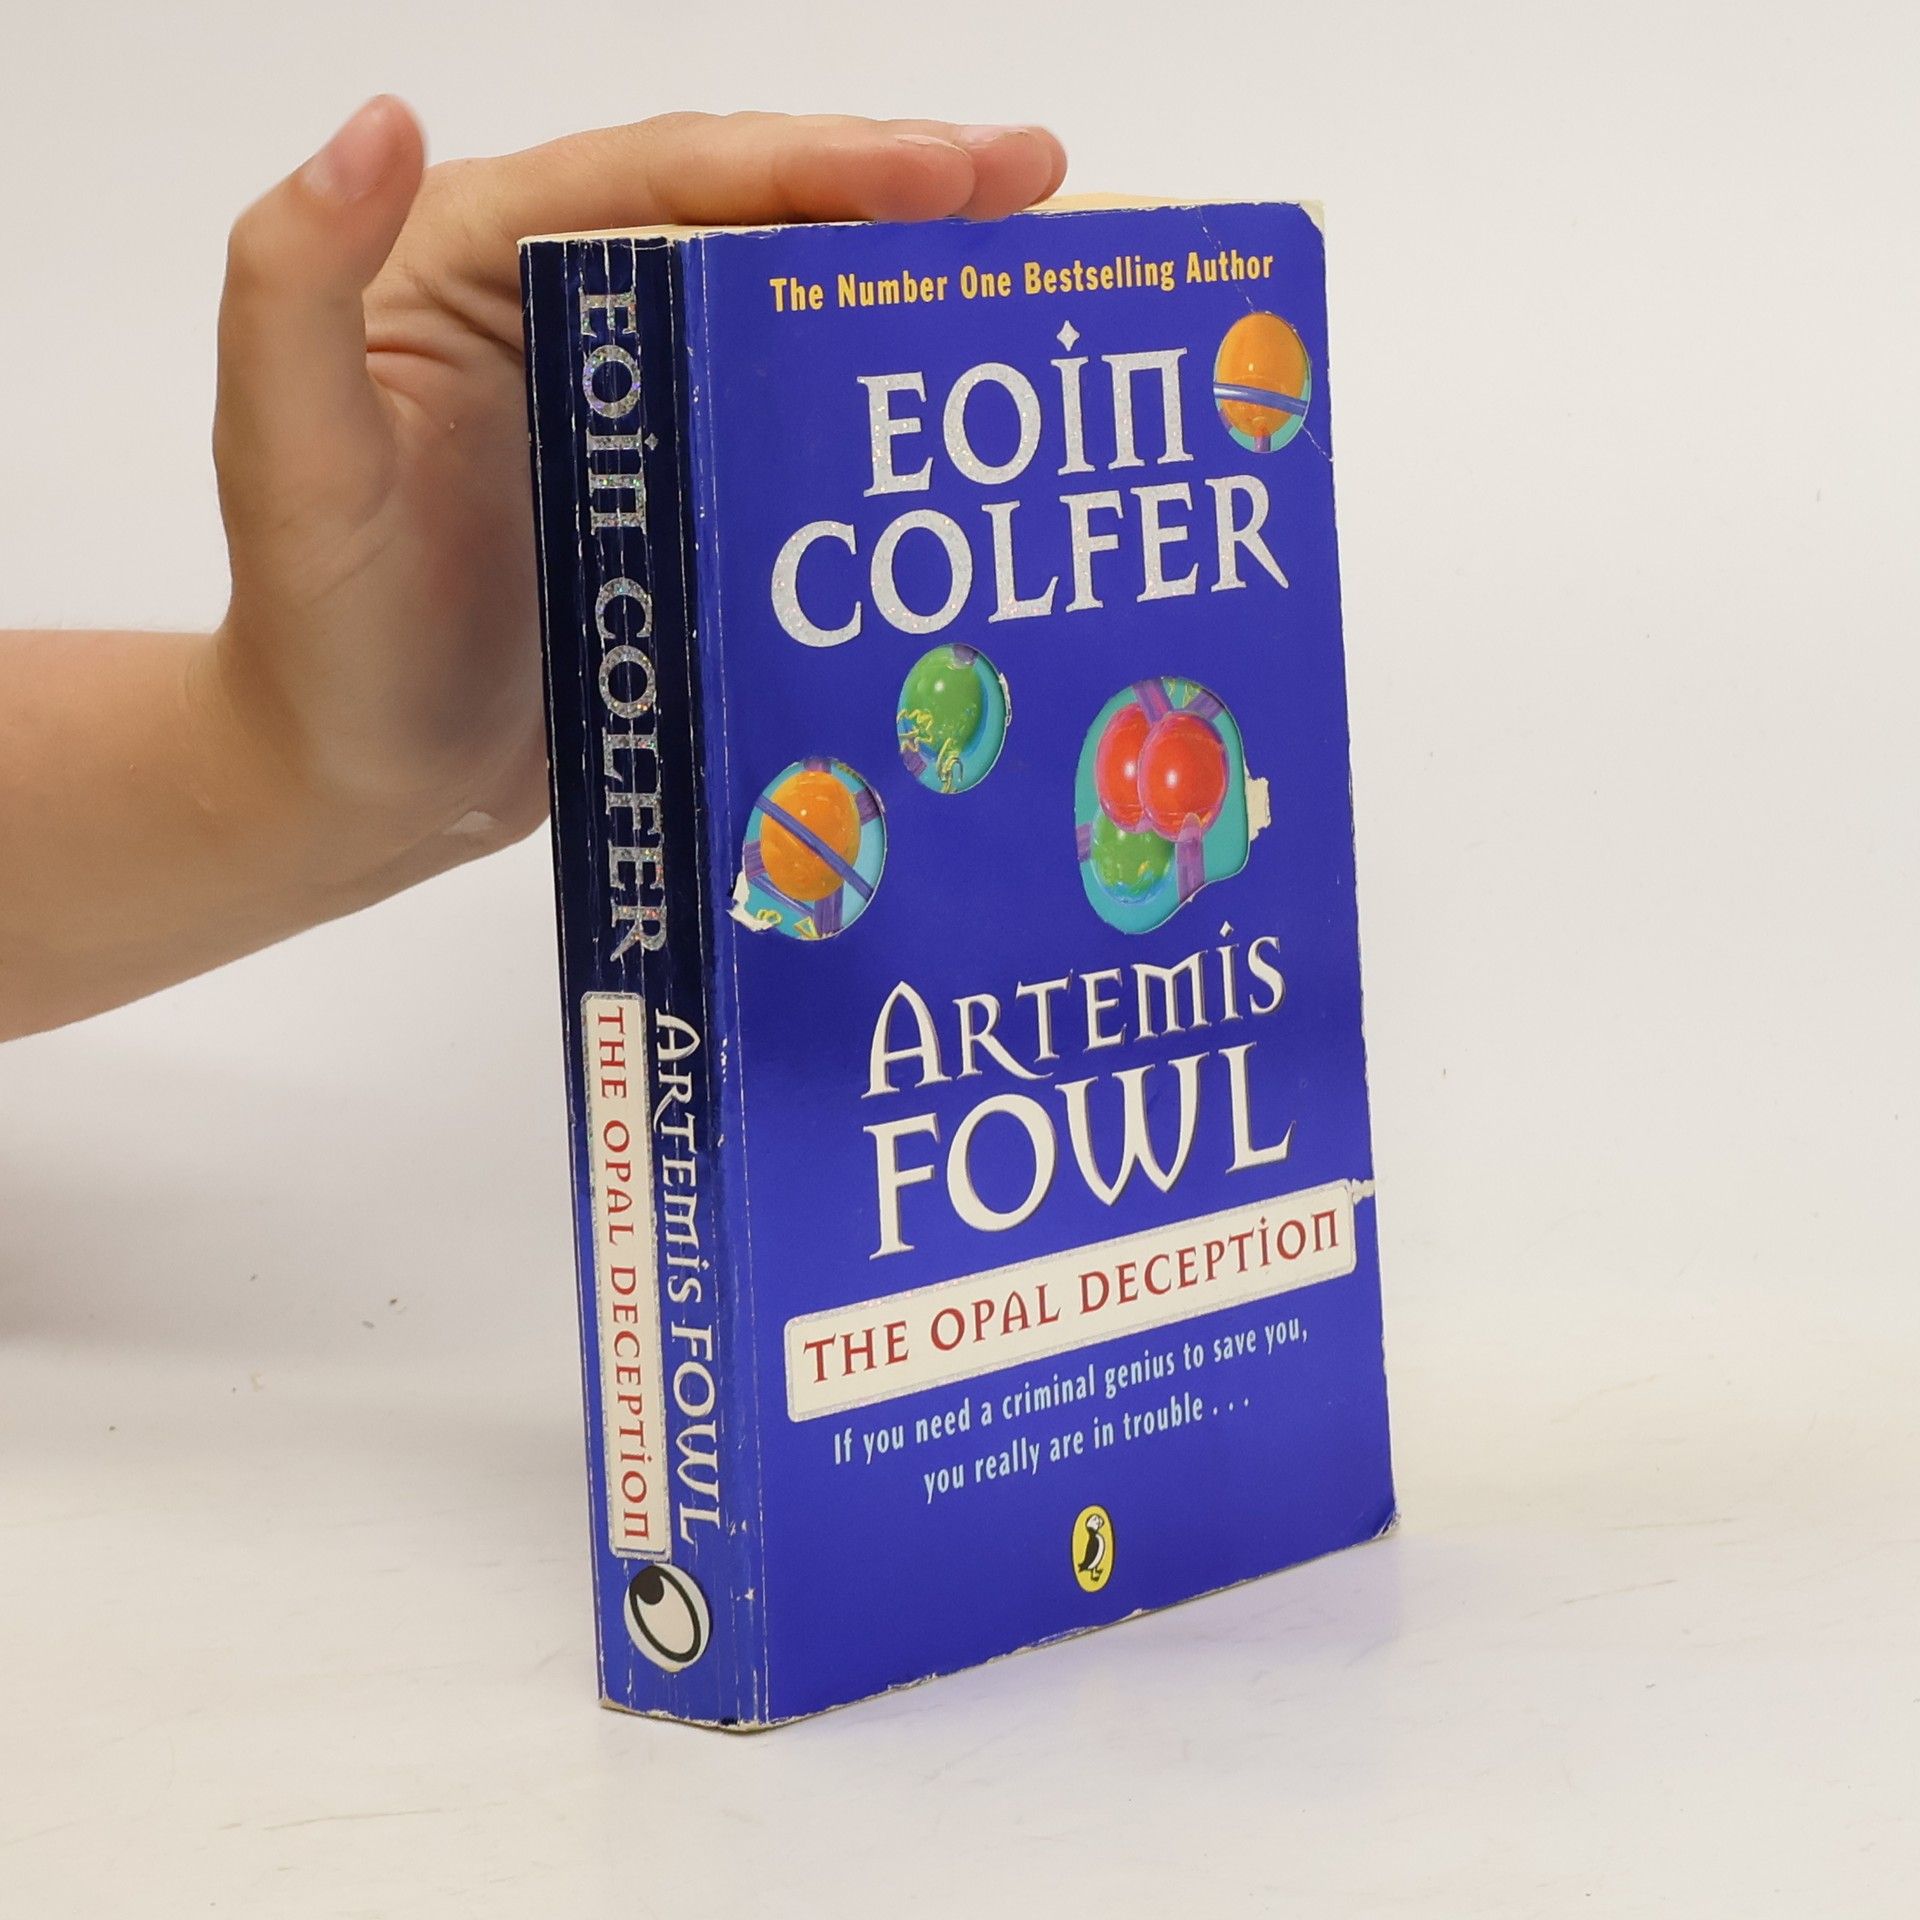 EOIN COLFER
ARTEMIS FOWL
THE OPAL DECEPTION
The Number One Bestselling Author
EOIN
COLFER
ARTEMIS
FOWL
THE OPAL DECEPTION
If you need a criminal genius to save you,
you really are in trouble . . .